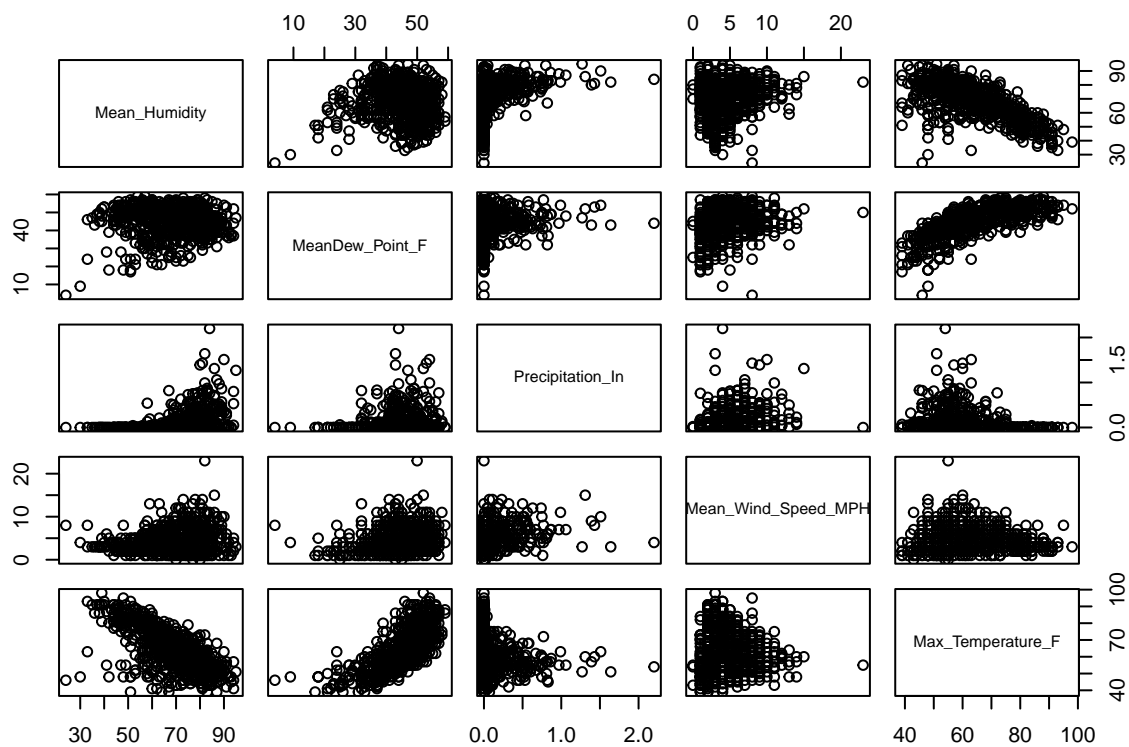 10 30 50
0 5 10 20
Mean_Humidity
30 60 90
MeanDew_Point_F
10 40
Precipitation_In
0.0 1.5
Mean_Wind_Speed_MPH
0 10 20
Max_Temperature_F
40 70 100
30 50 70 90
0.0 1.0 2.0
40 60 80 100